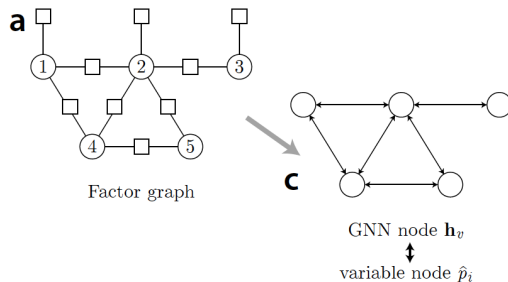 a
1
2
3
4
5
Factor graph
c
GNN node h_v
variable node p̂_i